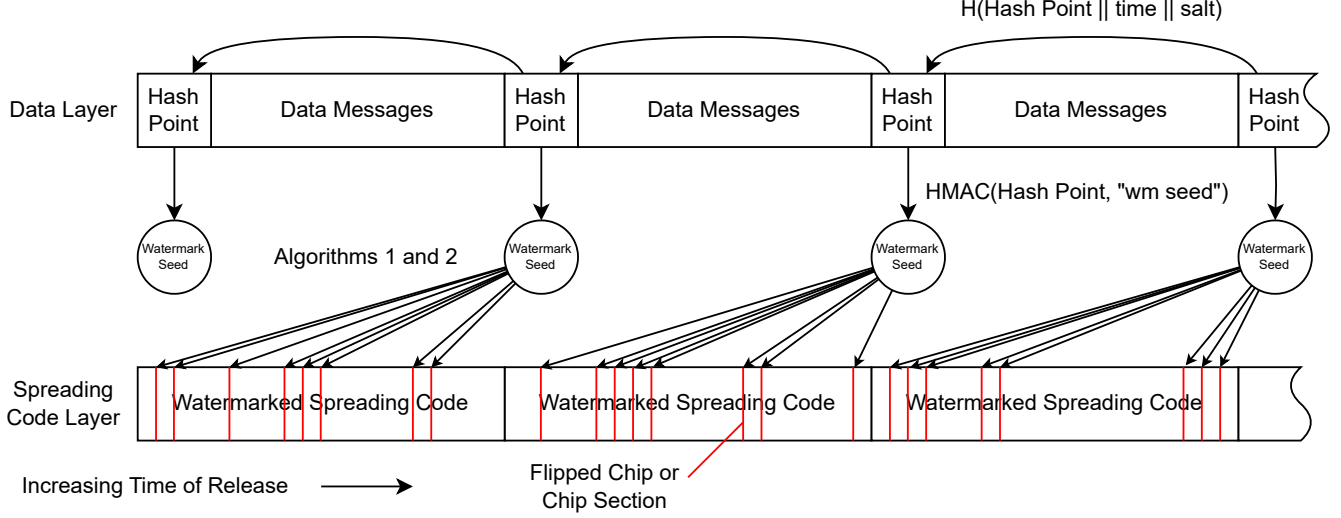 H(Hash Point || time || salt)
Data Layer
Hash
Point
Data Messages
Hash
Point
Data Messages
Hash
Point
Data Messages
Hash
Point
HMAC(Hash Point, "wm seed")
Watermark
Seed
Algorithms 1 and 2
Watermark
Seed
Watermark
Seed
Watermark
Seed
Spreading
Code Layer
Watermarked Spreading Code
Watermarked Spreading Code
Watermarked Spreading Code
Flipped Chip or
Chip Section
Increasing Time of Release